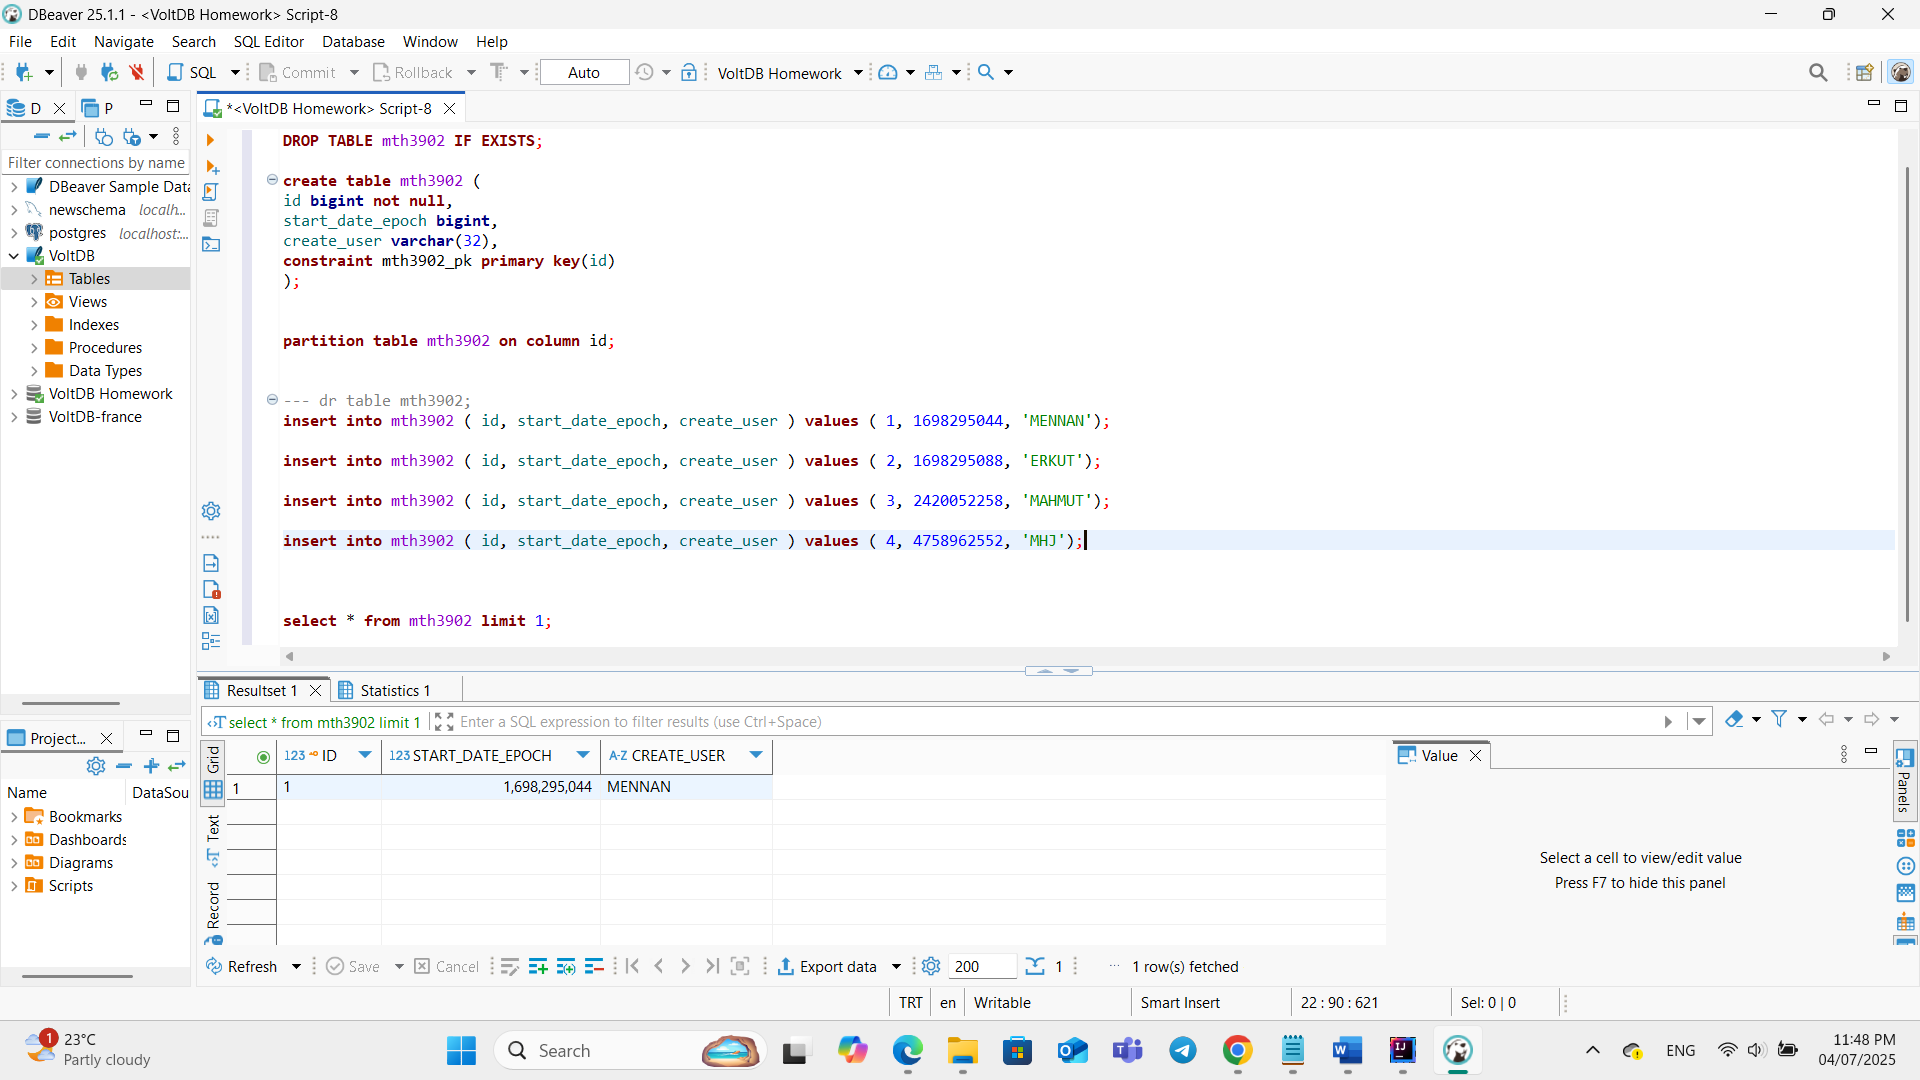 DBeaver 25.1.1 - <VoltDB Homework> Script-8
File Edit Navigate Search SQL Editor Database Window Help
SQL Commit Rollback Auto VoltDB Homework
D P
*<VoltDB Homework> Script-8
Filter connections by name
DBeaver Sample Data
newschema localh...
postgres localhost:...
VoltDB
Tables
Views
Indexes
Procedures
Data Types
VoltDB Homework
VoltDB-france
DROP TABLE mth3902 IF EXISTS;
create table mth3902 (
id bigint not null,
start_date_epoch bigint,
create_user varchar(32),
constraint mth3902_pk primary key(id)
);
partition table mth3902 on column id;
--- dr table mth3902;
insert into mth3902 ( id, start_date_epoch, create_user ) values ( 1, 1698295044, 'MENNAN');
insert into mth3902 ( id, start_date_epoch, create_user ) values ( 2, 1698295088, 'ERKUT');
insert into mth3902 ( id, start_date_epoch, create_user ) values ( 3, 2420052258, 'MAHMUT');
insert into mth3902 ( id, start_date_epoch, create_user ) values ( 4, 4758962552, 'MHJ');
select * from mth3902 limit 1;
Project...
Name DataSou
Bookmarks
Dashboards
Diagrams
Scripts
Resultset 1 Statistics 1
select * from mth3902 limit 1 Enter a SQL expression to filter results (use Ctrl+Space)
Grid
Text
Record
123 ID 123 START_DATE_EPOCH A-Z CREATE_USER
1 1 1,698,295,044 MENNAN
Value
Panels
Select a cell to view/edit value
Press F7 to hide this panel
Refresh Save Cancel Export data 200 1 ... 1 row(s) fetched
TRT en Writable Smart Insert 22 : 90 : 621 Sel: 0 | 0
1 23°C
Partly cloudy
Search
ENG
11:48 PM
04/07/2025